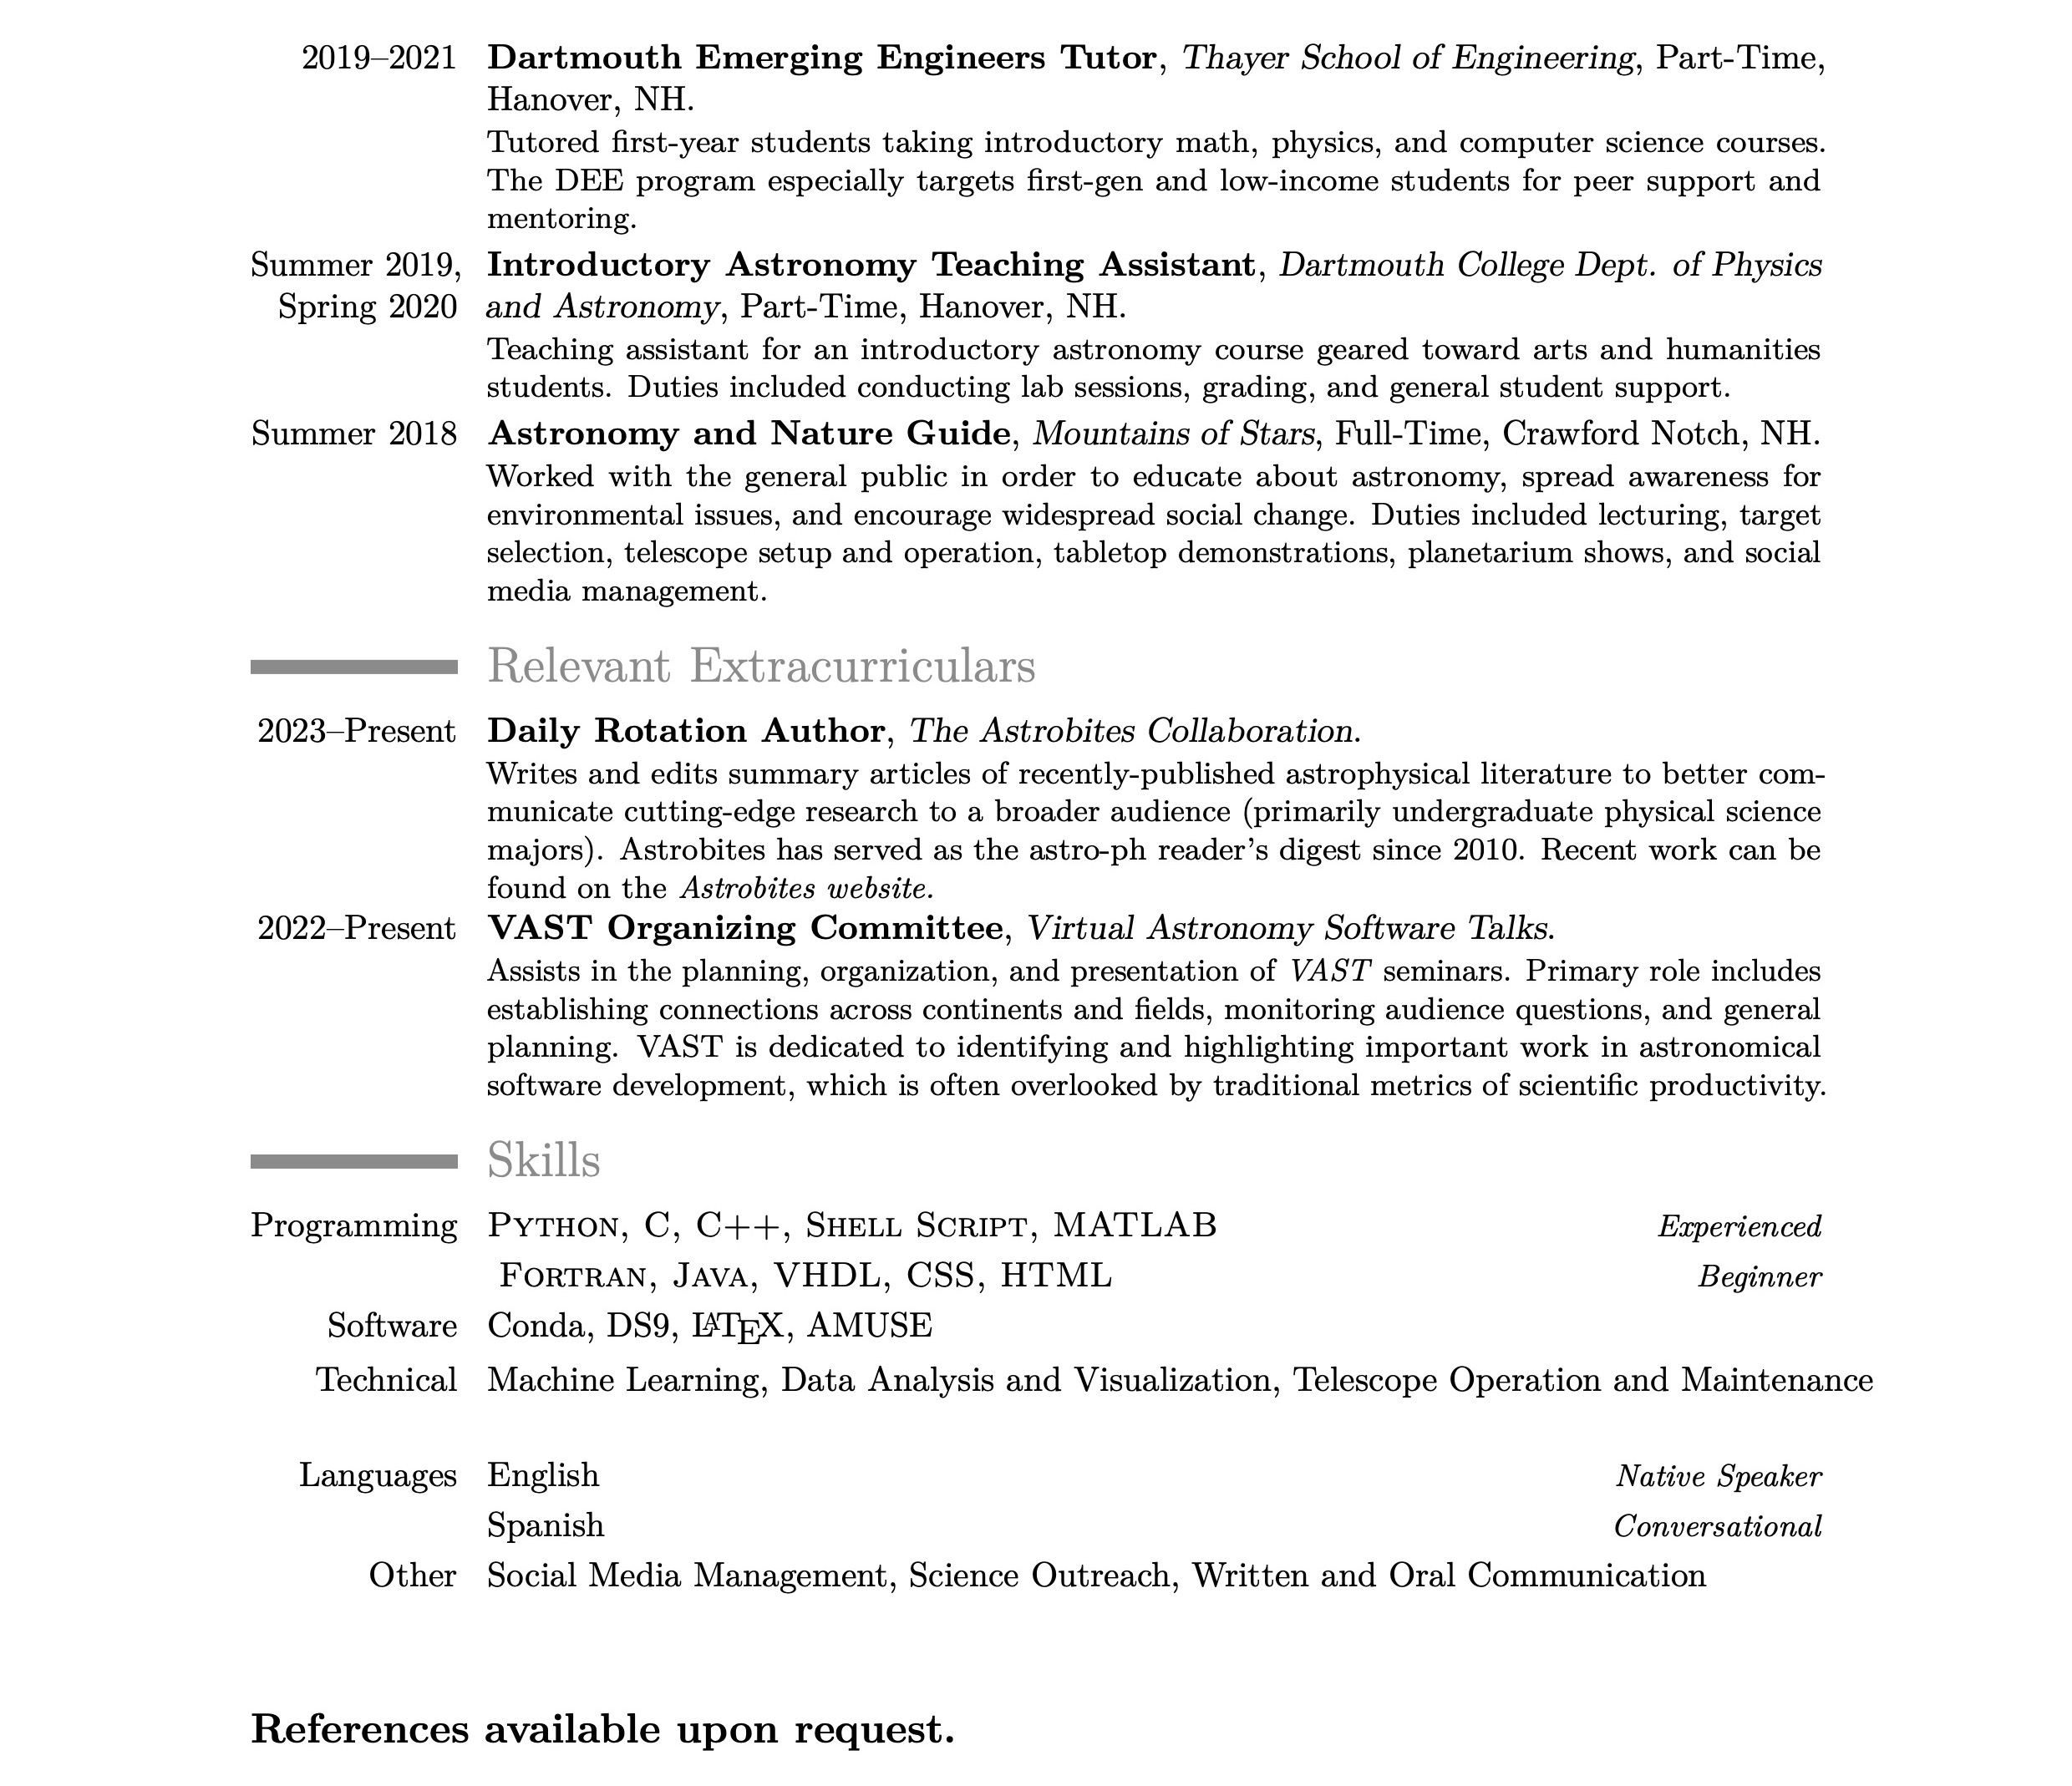 2019–2021 Dartmouth Emerging Engineers Tutor, Thayer School of Engineering, Part-Time,
Hanover, NH.
Tutored first-year students taking introductory math, physics, and computer science courses.
The DEE program especially targets first-gen and low-income students for peer support and
mentoring.
Summer 2019, Introductory Astronomy Teaching Assistant, Dartmouth College Dept. of Physics
Spring 2020 and Astronomy, Part-Time, Hanover, NH.
Teaching assistant for an introductory astronomy course geared toward arts and humanities
students. Duties included conducting lab sessions, grading, and general student support.
Summer 2018 Astronomy and Nature Guide, Mountains of Stars, Full-Time, Crawford Notch, NH.
Worked with the general public in order to educate about astronomy, spread awareness for
environmental issues, and encourage widespread social change. Duties included lecturing, target
selection, telescope setup and operation, tabletop demonstrations, planetarium shows, and social
media management.
Relevant Extracurriculars
2023–Present Daily Rotation Author, The Astrobites Collaboration.
Writes and edits summary articles of recently-published astrophysical literature to better com-
municate cutting-edge research to a broader audience (primarily undergraduate physical science
majors). Astrobites has served as the astro-ph reader's digest since 2010. Recent work can be
found on the Astrobites website.
2022–Present VAST Organizing Committee, Virtual Astronomy Software Talks.
Assists in the planning, organization, and presentation of VAST seminars. Primary role includes
establishing connections across continents and fields, monitoring audience questions, and general
planning. VAST is dedicated to identifying and highlighting important work in astronomical
software development, which is often overlooked by traditional metrics of scientific productivity.
Skills
Programming Python, C, C++, Shell Script, MATLAB Experienced
Fortran, Java, VHDL, CSS, HTML Beginner
Software Conda, DS9, LATEX, AMUSE
Technical Machine Learning, Data Analysis and Visualization, Telescope Operation and Maintenance
Languages English Native Speaker
Spanish Conversational
Other Social Media Management, Science Outreach, Written and Oral Communication
References available upon request.